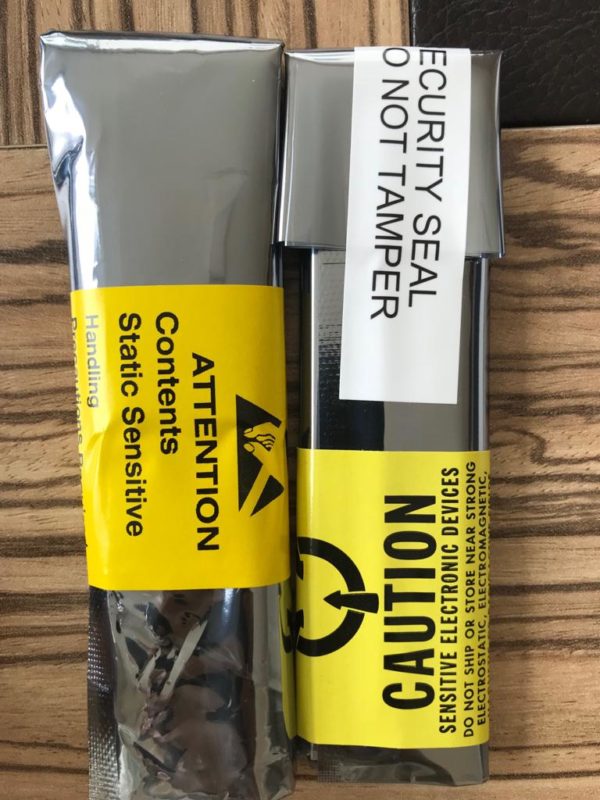 ATTENTION
Contents
Static Sensitive
Handling
ECURITY SEAL
O NOT TAMPER
CAUTION
SENSITIVE ELECTRONIC DEVICES
DO NOT SHIP OR STORE NEAR STRONG
ELECTROSTATIC, ELECTROMAGNETIC,